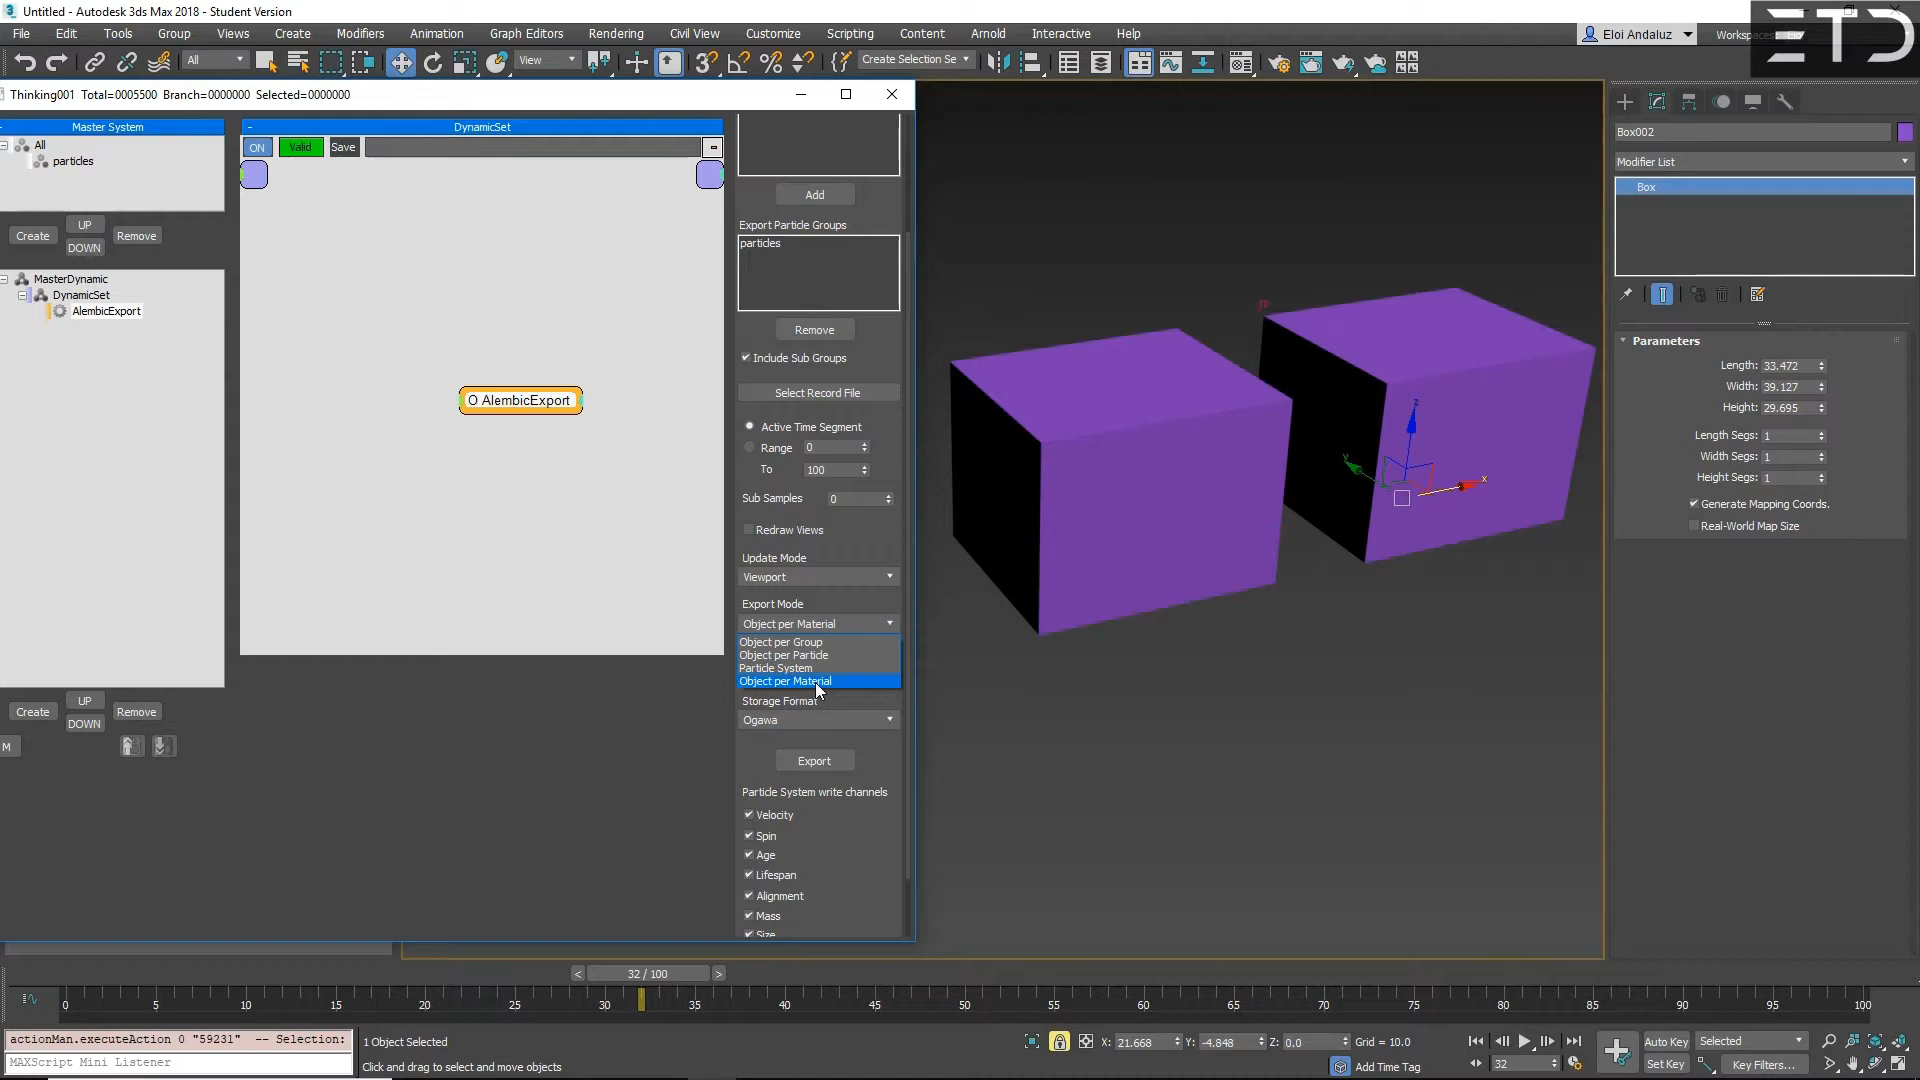 3 Untitled - Autodesk 3ds Max 2018 - Student Version
ETD
File Edit Tools Group Views Create Modifiers Animation Graph Editors Rendering Civil View Customize Scripting Content Arnold Interactive Help
Eloi Andaluz
All View Create Selection Se
Thinking001 Total=0005500 Branch=0000000 Selected=0000000
Master System
All
particles
Create UP DOWN Remove
MasterDynamic
DynamicSet
AlembicExport
Create UP DOWN Remove
M
DynamicSet
ON Valid Save
O AlembicExport
Add
Export Particle Groups
particles
Remove
Include Sub Groups
Select Record File
Active Time Segment
Range 0
To 100
Sub Samples 0
Redraw Views
Update Mode
Viewport
Export Mode
Object per Material
Object per Group
Object per Particle
Particle System
Object per Material
Storage Format
Ogawa
Export
Particle System write channels
Velocity
Spin
Age
Lifespan
Alignment
Mass
Size
z
y
x
Box002
Modifier List
Box
Parameters
Length: 33.472
Width: 39.127
Height: 29.695
Length Segs: 1
Width Segs: 1
Height Segs: 1
Generate Mapping Coords.
Real-World Map Size
< 32 / 100 >
0 5 10 15 20 25 30 35 40 45 50 55 60 65 70 75 80 85 90 95 100
actionMan.executeAction 0 "59231" -- Selection:
MAXScript Mini Listener
1 Object Selected
Click and drag to select and move objects
X: 21.668 Y: -4.848 Z: 0.0 Grid = 10.0
Add Time Tag
32
Auto Key Selected
Set Key Key Filters...